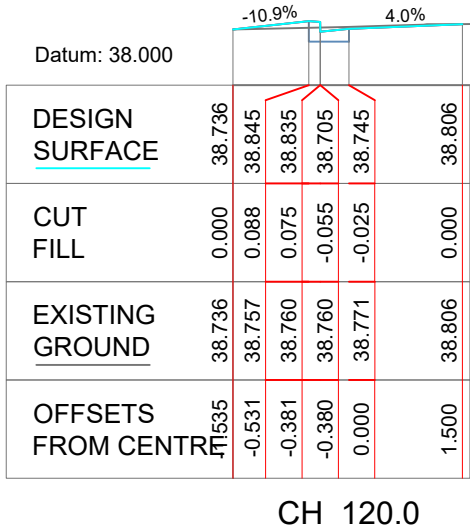 -10.9% 4.0%
Datum: 38.000
DESIGN SURFACE 38.736 38.845 38.835 38.705 38.745 38.806
CUT FILL 0.000 0.088 0.075 -0.055 -0.025 0.000
EXISTING GROUND 38.736 38.757 38.760 38.760 38.771 38.806
OFFSETS FROM CENTRE -1.535 -0.531 -0.381 -0.380 0.000 1.500
CH 120.0